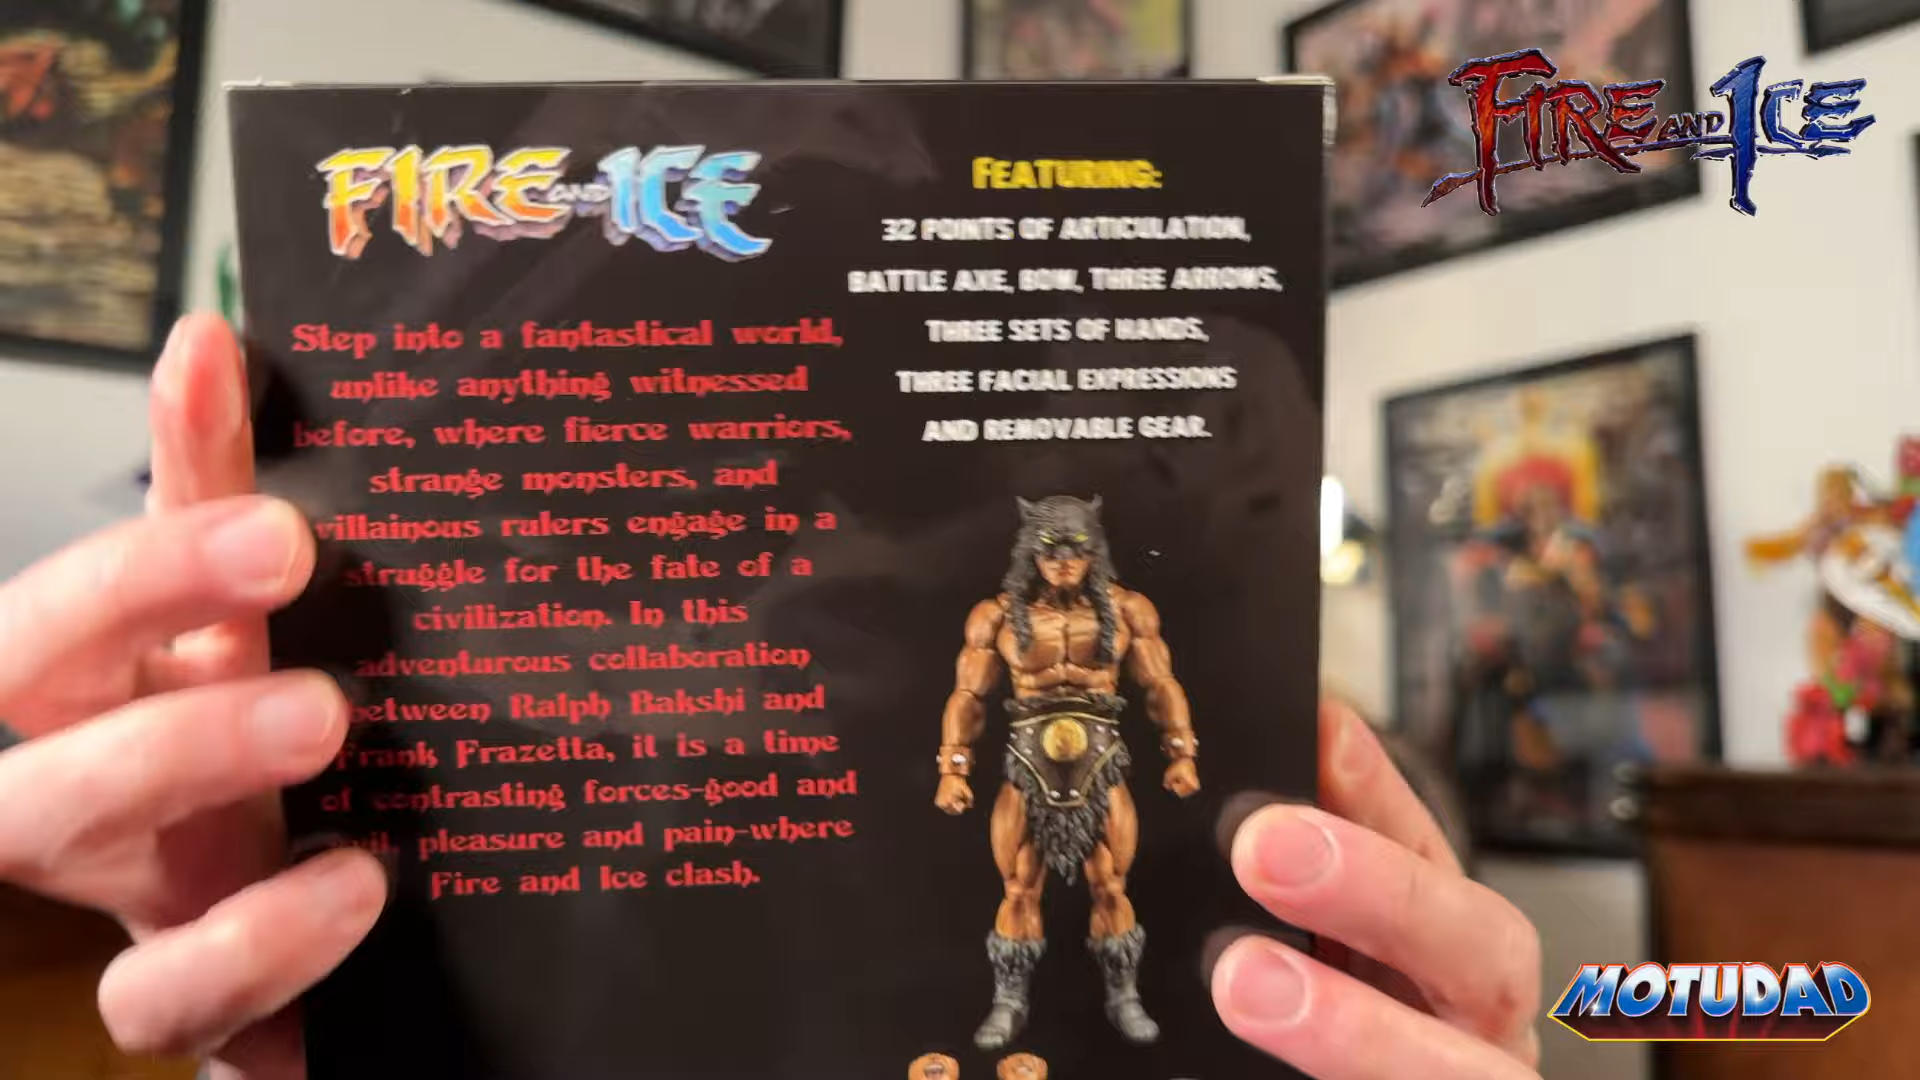 FIRE AND ICE
Step into a fantastical world,
unlike anything witnessed
before, where fierce warriors,
strange monsters, and
villainous rulers engage in a
struggle for the fate of a
civilization. In this
adventurous collaboration
between Ralph Bakshi and
Frank Frazetta, it is a time
of contrasting forces-good and
evil, pleasure and pain-where
Fire and Ice clash.
FEATURING:
32 POINTS OF ARTICULATION,
BATTLE AXE, BOW, THREE ARROWS,
THREE SETS OF HANDS,
THREE FACIAL EXPRESSIONS
AND REMOVABLE GEAR.
FIRE AND ICE
MOTUDAD